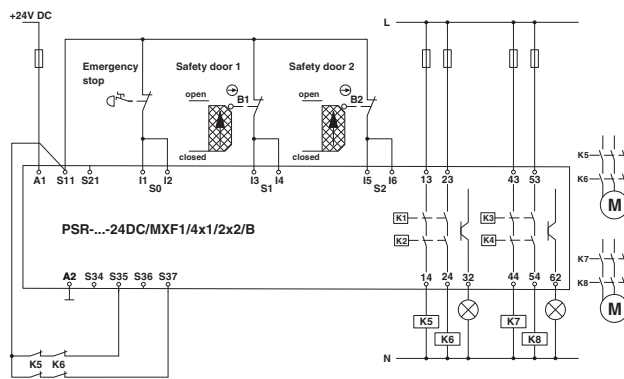 +24V DC
L
Emergency stop
Safety door 1
Safety door 2
open
B1
closed
open
B2
closed
A1 S11 S21 I1 I2 I3 I4 I5 I6 13 23 43 53
S0 S1 S2
K5
K6
M
PSR-...-24DC/MXF1/4x1/2x2/B
K1
K2
K3
K4
K7
K8
M
A2 S34 S35 S36 S37 14 24 32 44 54 62
K5 K6 K7 K8
K5 K6
N